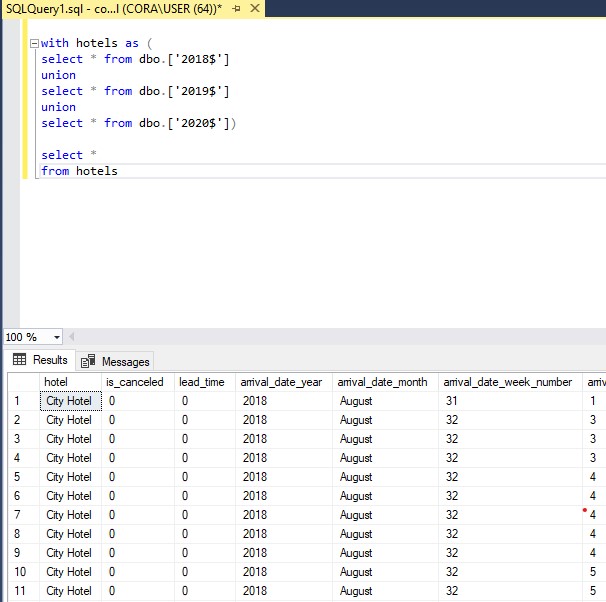 SQLQuery1.sql - co...l (CORA\USER (64))*
with hotels as (
select * from dbo.['2018$']
union
select * from dbo.['2019$']
union
select * from dbo.['2020$'])
select *
from hotels
100 %
Results Messages
hotel is_canceled lead_time arrival_date_year arrival_date_month arrival_date_week_number arriv
1 City Hotel 0 0 2018 August 31 1
2 City Hotel 0 0 2018 August 32 3
3 City Hotel 0 0 2018 August 32 3
4 City Hotel 0 0 2018 August 32 3
5 City Hotel 0 0 2018 August 32 4
6 City Hotel 0 0 2018 August 32 4
7 City Hotel 0 0 2018 August 32 4
8 City Hotel 0 0 2018 August 32 4
9 City Hotel 0 0 2018 August 32 4
10 City Hotel 0 0 2018 August 32 5
11 City Hotel 0 0 2018 August 32 5